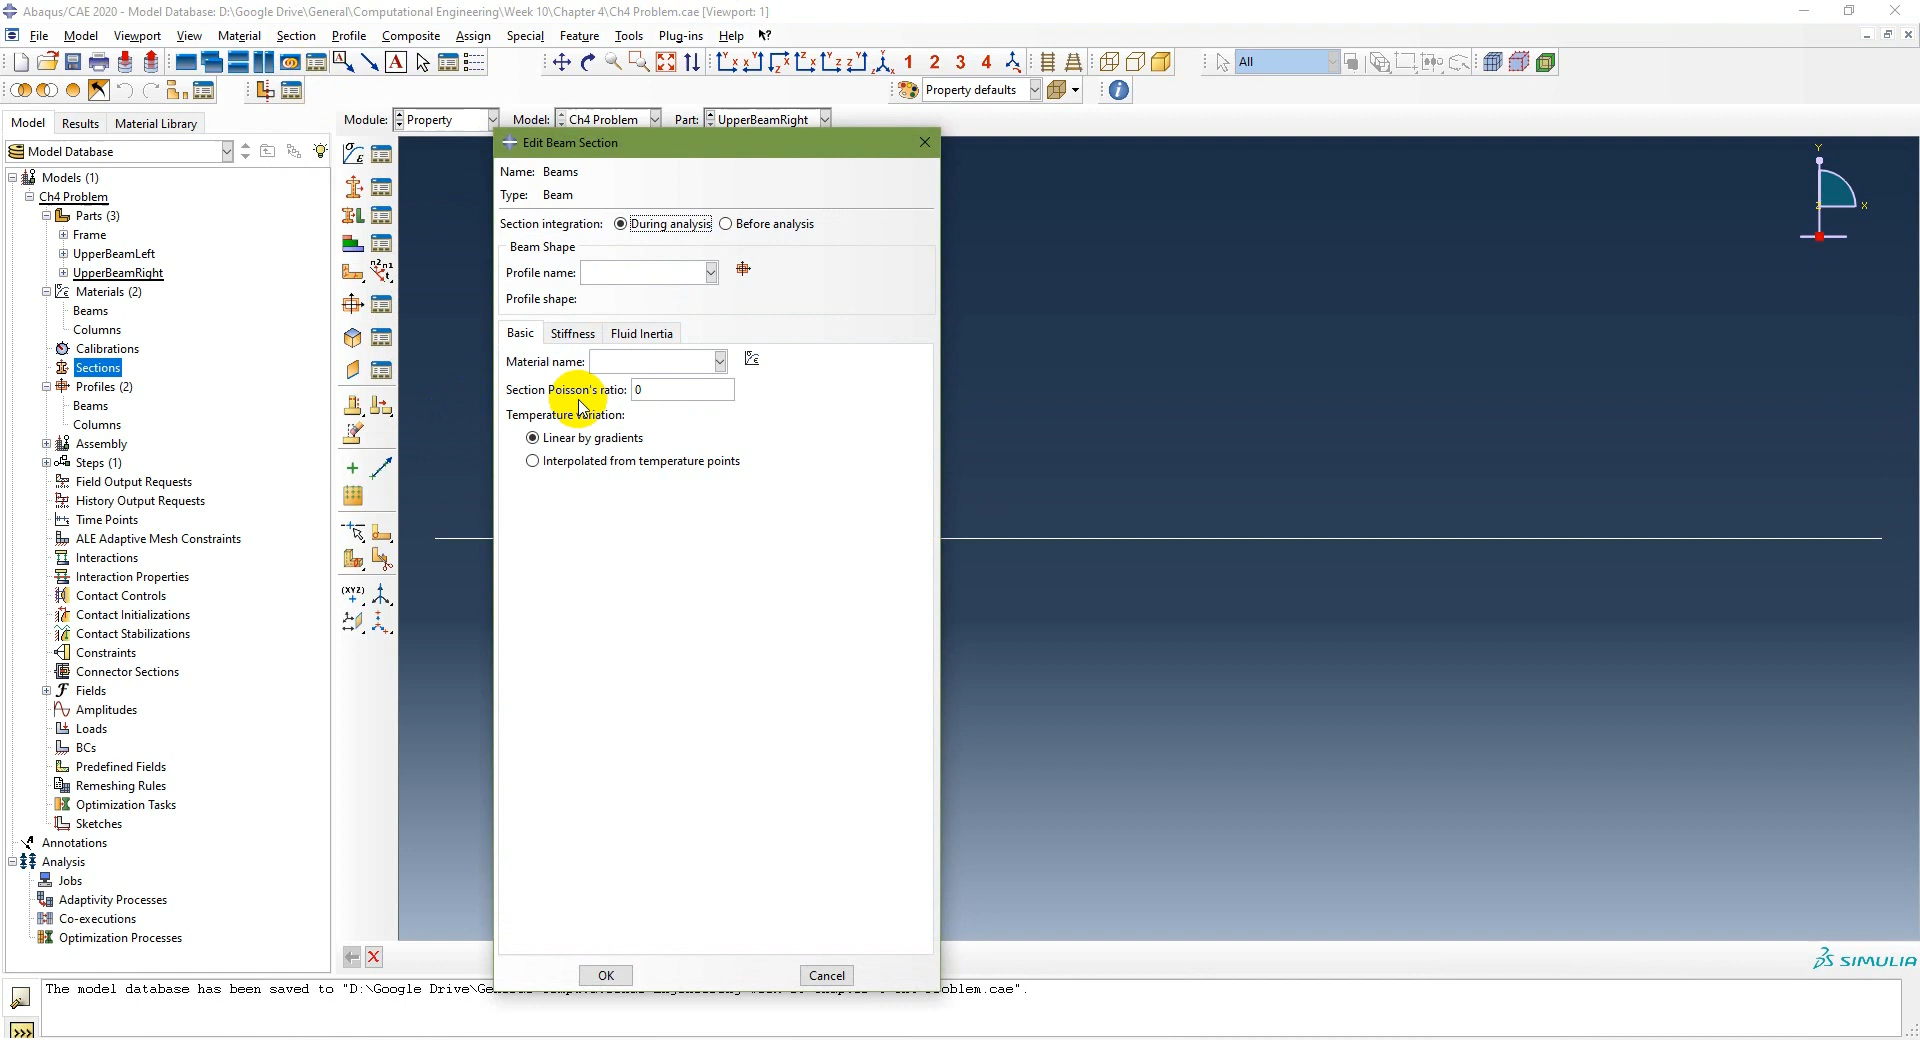 Abaqus/CAE 2020 - Model Database: D:\Google Drive\General\Computational Engineering\Week 10\Chapter 4\Ch4 Problem.cae [Viewport: 1]
File Model Viewport View Material Section Profile Composite Assign Special Feature Tools Plug-ins Help
1 2 3 4 All
Property defaults
Model Results Material Library
Module: Property Model: Ch4 Problem Part: UpperBeamRight
Model Database
Models (1)
Ch4 Problem
Parts (3)
Frame
UpperBeamLeft
UpperBeamRight
Materials (2)
Beams
Columns
Calibrations
Sections
Profiles (2)
Beams
Columns
Assembly
Steps (1)
Field Output Requests
History Output Requests
Time Points
ALE Adaptive Mesh Constraints
Interactions
Interaction Properties
Contact Controls
Contact Initializations
Contact Stabilizations
Constraints
Connector Sections
Fields
Amplitudes
Loads
BCs
Predefined Fields
Remeshing Rules
Optimization Tasks
Sketches
Annotations
Analysis
Jobs
Adaptivity Processes
Co-executions
Optimization Processes
Edit Beam Section
Name: Beams
Type: Beam
Section integration: During analysis Before analysis
Beam Shape
Profile name:
Profile shape:
Basic Stiffness Fluid Inertia
Material name:
Section Poisson's ratio: 0
Temperature variation:
Linear by gradients
Interpolated from temperature points
OK Cancel
Y
X
Z
SIMULIA
The model database has been saved to "D:\Google Drive\Ge
oblem.cae".